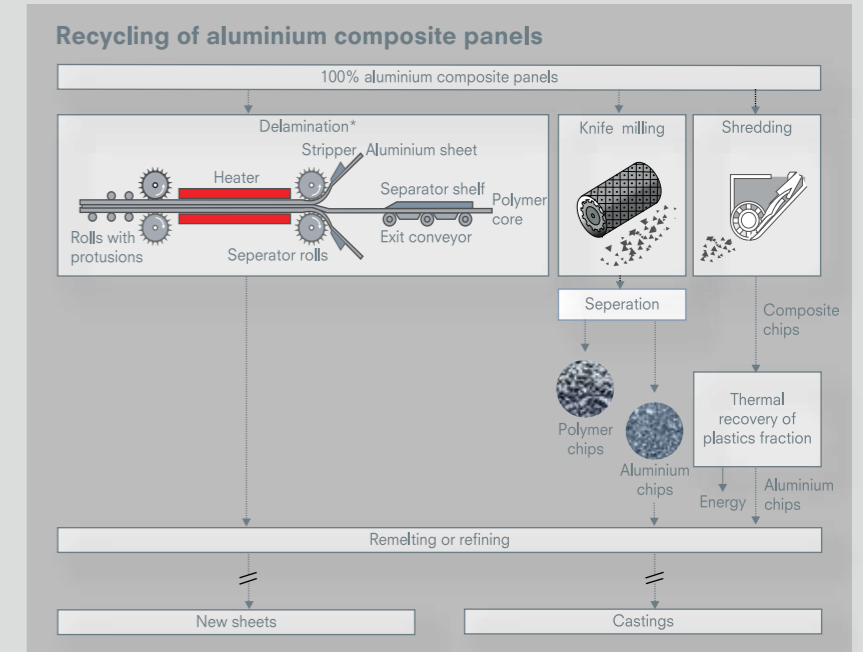 Recycling of aluminium composite panels
100% aluminium composite panels
Delamination*
Stripper
Aluminium sheet
Heater
Separator shelf
Polymer
core
Rolls with
protusions
Seperator rolls
Exit conveyor
Knife milling
Shredding
Seperation
Composite
chips
Polymer
chips
Aluminium
chips
Thermal
recovery of
plastics fraction
Energy
Aluminium
chips
Remelting or refining
New sheets
Castings